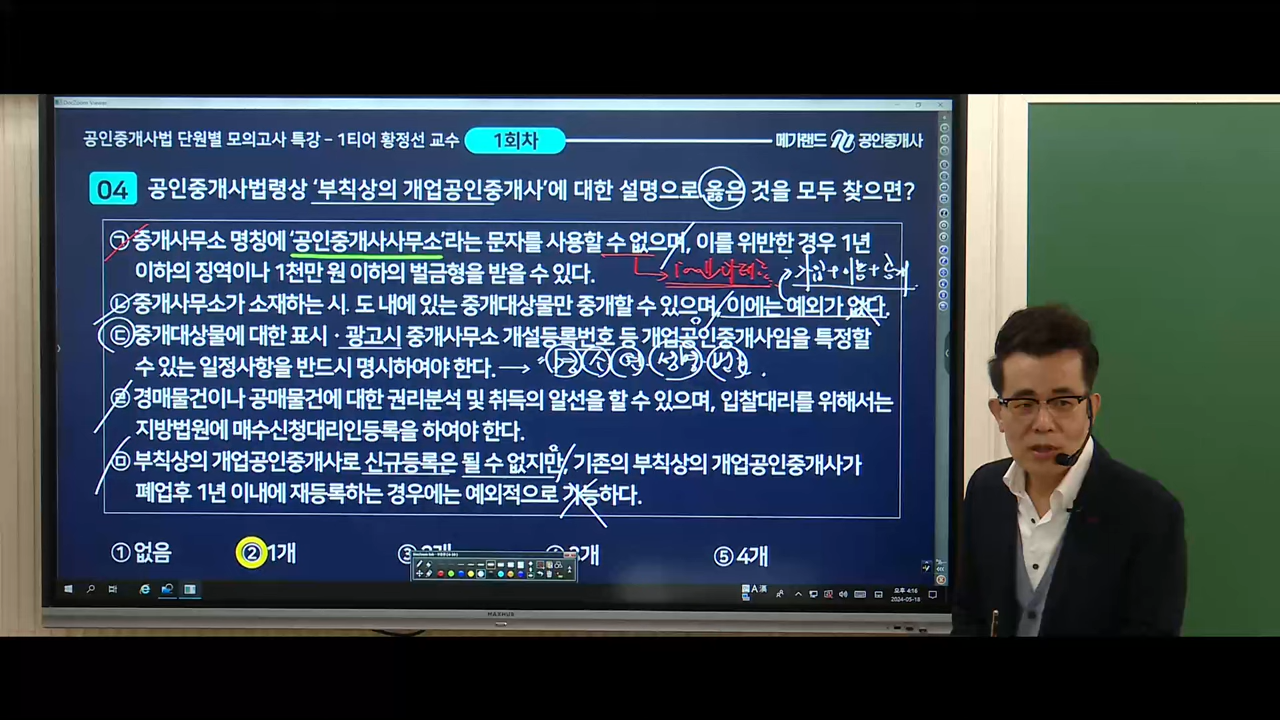 OnlZoomin Viewer
공인중개사법 단원별 모의고사 특강 - 1티어 황정선 교수 1회차 메가랜드 공인중개사
04 공인중개사법령상 '부칙상의 개업공인중개사'에 대한 설명으로 옳은 것을 모두 찾으면?
㉠ 중개사무소 명칭에 '공인중개사사무소'라는 문자를 사용할 수 없으며, 이를 위반한 경우 1년
이하의 징역이나 1천만 원 이하의 벌금형을 받을 수 있다.
㉡ 중개사무소가 소재하는 시. 도 내에 있는 중개대상물만 중개할 수 있으며, 이에는 예외가 없다.
㉢ 중개대상물에 대한 표시·광고시 중개사무소 개설등록번호 등 개업공인중개사임을 특정할
수 있는 일정사항을 반드시 명시하여야 한다.
㉣ 경매물건이나 공매물건에 대한 권리분석 및 취득의 알선을 할 수 있으며, 입찰대리를 위해서는
지방법원에 매수신청대리인등록을 하여야 한다.
㉤ 부칙상의 개업공인중개사로 신규등록은 될 수 없지만, 기존의 부칙상의 개업공인중개사가
폐업후 1년 이내에 재등록하는 경우에는 예외적으로 가능하다.
① 없음 ② 1개 ③ 2개 ④ 3개 ⑤ 4개
A 漢
오후 4:16
2024-05-18
MAXHUB